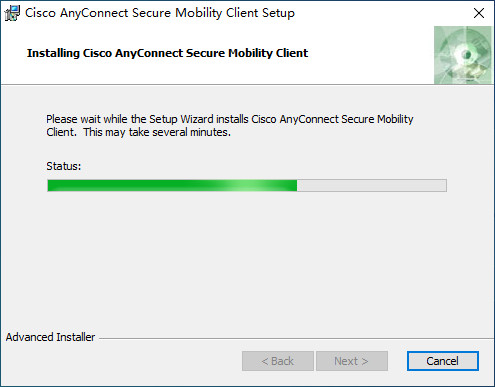 Cisco AnyConnect Secure Mobility Client Setup
Installing Cisco AnyConnect Secure Mobility Client
Please wait while the Setup Wizard installs Cisco AnyConnect Secure Mobility
Client. This may take several minutes.
Status:
Advanced Installer
< Back
Next >
Cancel